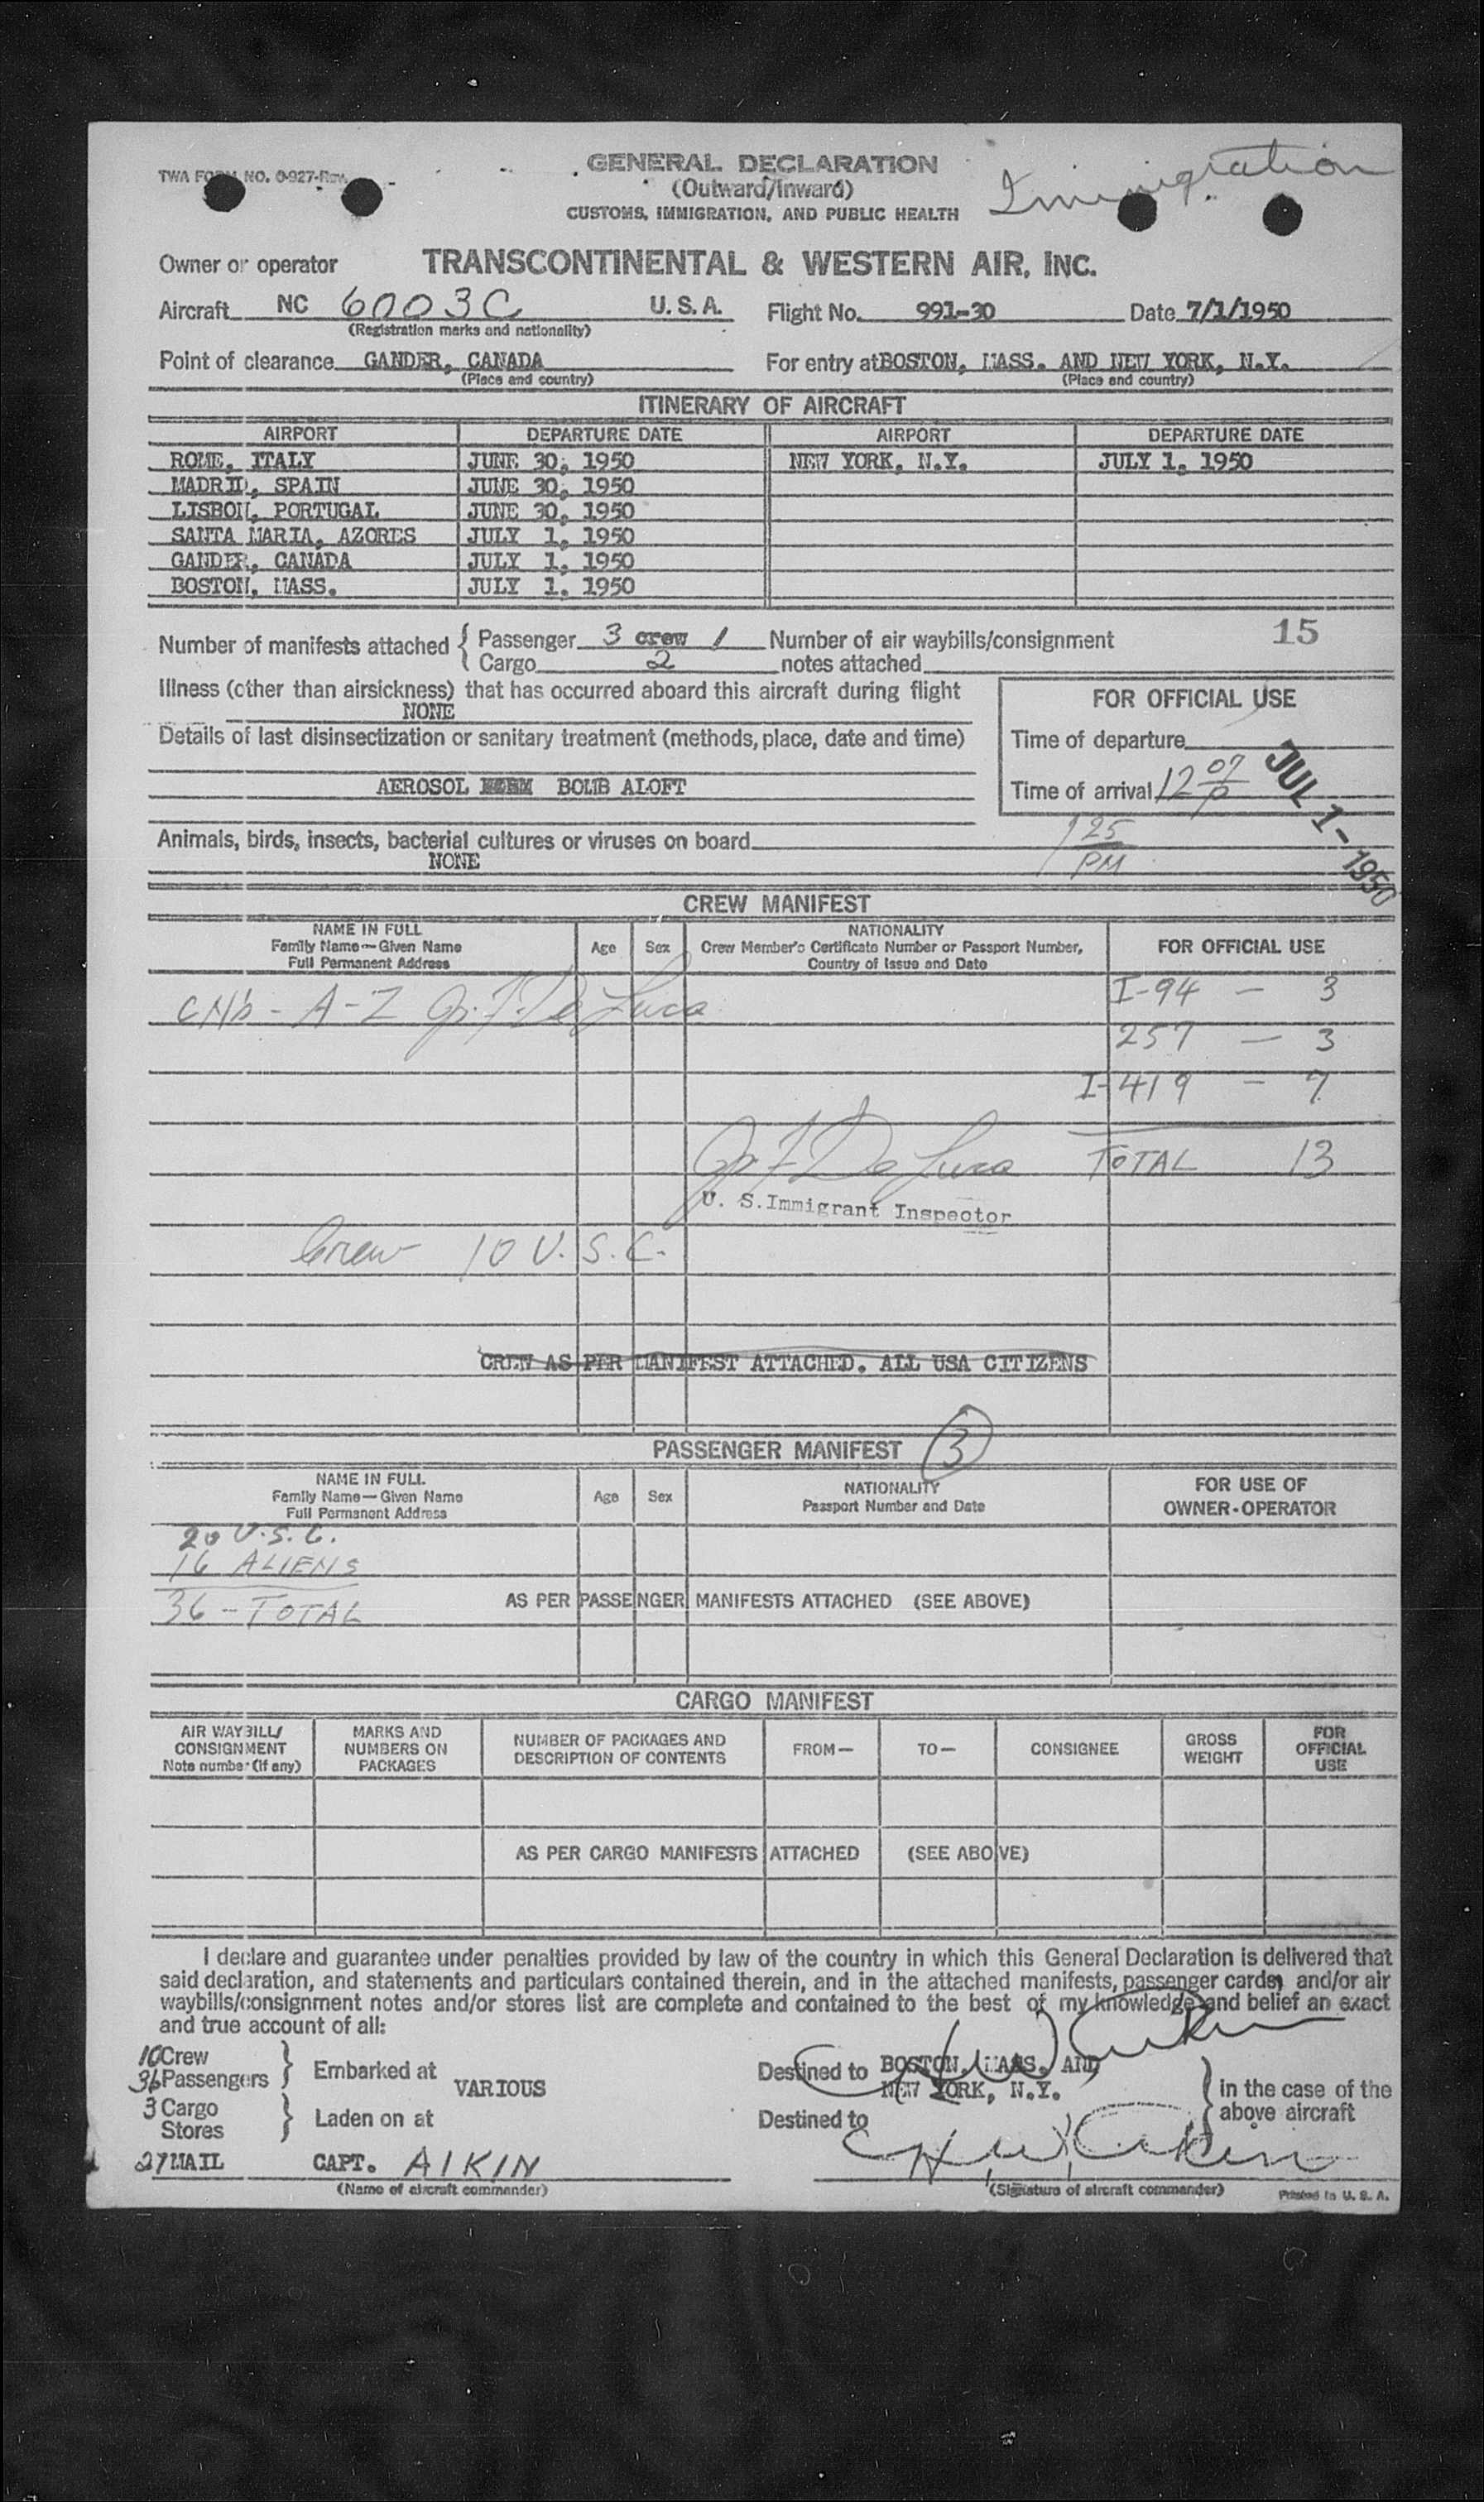 TWA FORM NO. 0-927-Rev.
GENERAL DECLARATION
(Outward/Inward)
CUSTOMS, IMMIGRATION, AND PUBLIC HEALTH
Immigration
Owner or operator TRANSCONTINENTAL & WESTERN AIR, INC.
Aircraft NC 6003C U.S.A. Flight No. 991-30 Date 7/1/1950
(Registration marks and nationality)
Point of clearance GANDER, CANADA For entry at BOSTON, MASS. AND NEW YORK, N.Y.
(Place and country) (Place and country)
ITINERARY OF AIRCRAFT
AIRPORT DEPARTURE DATE AIRPORT DEPARTURE DATE
ROME, ITALY JUNE 30, 1950 NEW YORK, N.Y. JULY 1, 1950
MADRID, SPAIN JUNE 30, 1950
LISBON, PORTUGAL JUNE 30, 1950
SANTA MARIA, AZORES JULY 1, 1950
GANDER, CANADA JULY 1, 1950
BOSTON, MASS. JULY 1, 1950
Number of manifests attached { Passenger 3 crew 1 Number of air waybills/consignment 15
Cargo 2 notes attached
Illness (other than airsickness) that has occurred aboard this aircraft during flight
NONE
FOR OFFICIAL USE
Details of last disinsectization or sanitary treatment (methods, place, date and time)
Time of departure
AEROSOL BOMB ALOFT
Time of arrival 12 07 P
JUL 1-1950
Animals, birds, insects, bacterial cultures or viruses on board
NONE
1 25 PM
CREW MANIFEST
NAME IN FULL
Family Name—Given Name
Full Permanent Address
Age Sex
NATIONALITY
Crew Member's Certificate Number or Passport Number,
Country of Issue and Date
FOR OFFICIAL USE
A-Z Jr. F. De Luca
I-94 — 3
257 — 3
I-419 — 7
Jr F De Luca TOTAL 13
U. S. Immigrant Inspector
Crew 10 U.S.C.
CREW AS PER MANIFEST ATTACHED. ALL USA CITIZENS
PASSENGER MANIFEST 3
NAME IN FULL
Family Name—Given Name
Full Permanent Address
Age Sex
NATIONALITY
Passport Number and Date
FOR USE OF
OWNER-OPERATOR
20 U.S.C.
16 ALIENS
36 - TOTAL AS PER PASSENGER MANIFESTS ATTACHED (SEE ABOVE)
CARGO MANIFEST
AIR WAYBILL/
CONSIGNMENT
Note number (if any)
MARKS AND
NUMBERS ON
PACKAGES
NUMBER OF PACKAGES AND
DESCRIPTION OF CONTENTS
FROM— TO— CONSIGNEE
GROSS
WEIGHT
FOR
OFFICIAL
USE
AS PER CARGO MANIFESTS ATTACHED (SEE ABOVE)
I declare and guarantee under penalties provided by law of the country in which this General Declaration is delivered that
said declaration, and statements and particulars contained therein, and in the attached manifests, passenger cards, and/or air
waybills/consignment notes and/or stores list are complete and contained to the best of my knowledge and belief an exact
and true account of all:
10 Crew
36 Passengers } Embarked at VARIOUS Destined to BOSTON, MASS. AND
NEW YORK, N.Y.
3 Cargo
Stores } Laden on at Destined to
} in the case of the
above aircraft
27 MAIL CAPT. AIKIN H. W. Aikin
(Name of aircraft commander) (Signature of aircraft commander) Printed in U. S. A.